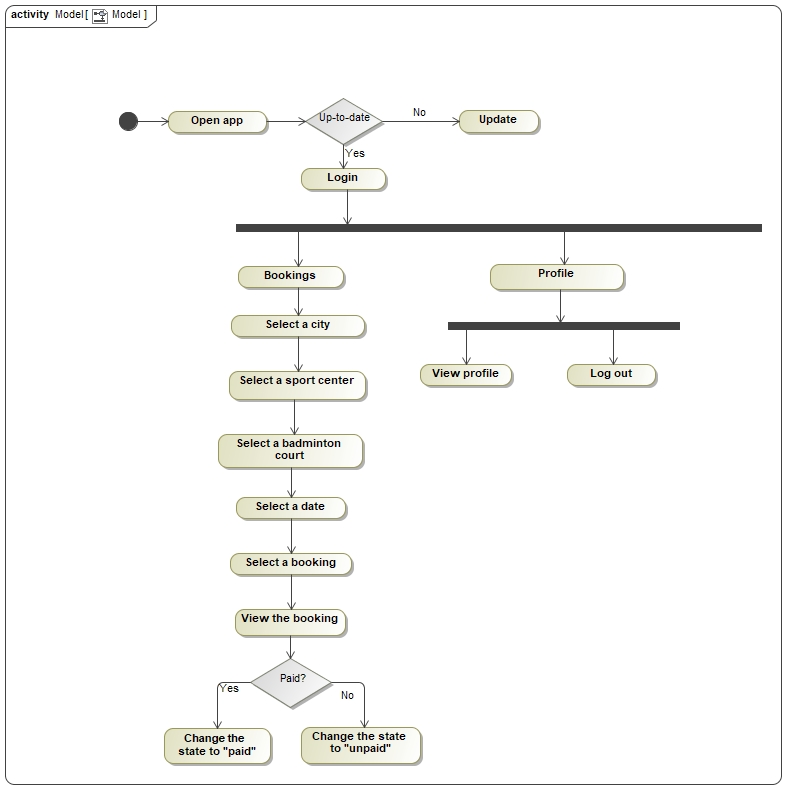 activity Model[ Model ]
Open app
Up-to-date
No
Update
Yes
Login
Bookings
Profile
Select a city
Select a sport center
View profile
Log out
Select a badminton
court
Select a date
Select a booking
View the booking
Paid?
Yes
No
Change the
state to "paid"
Change the state
to "unpaid"